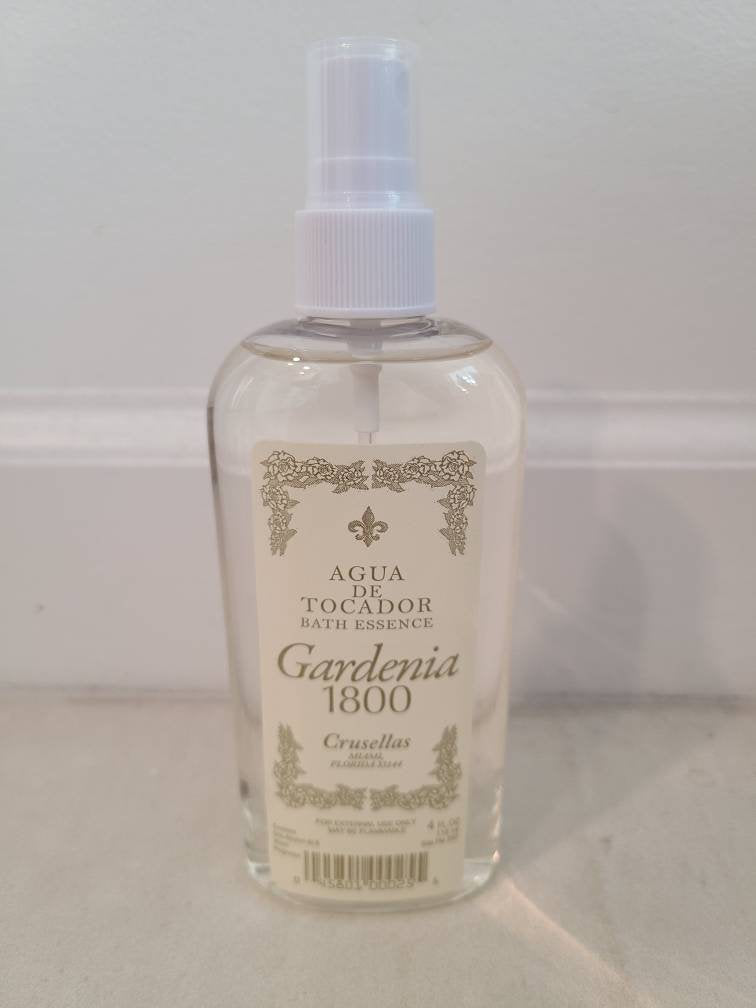 AGUA
DE
TOCADOR
BATH ESSENCE
Gardenia
1800
Crusellas
MIAMI,
FLORIDA 33144
FOR EXTERNAL USE ONLY
MAY BE FLAMMABLE
4 FL OZ